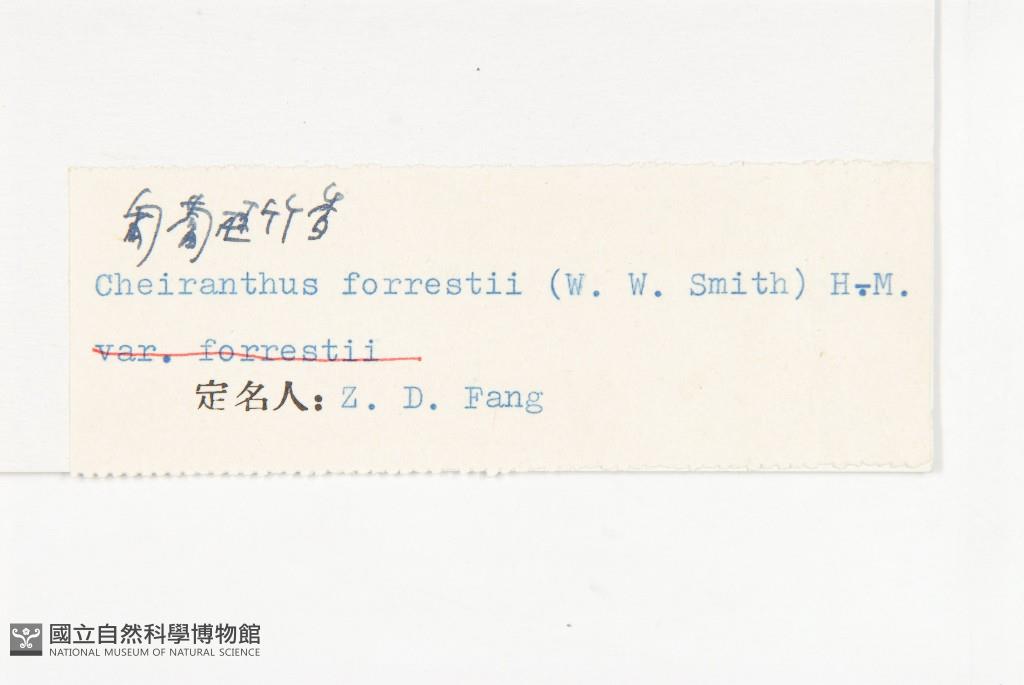 Cheiranthus forrestii (W. W. Smith) H.-M.
var. forrestii
定名人: Z. D. Fang
國立自然科學博物館
NATIONAL MUSEUM OF NATURAL SCIENCE